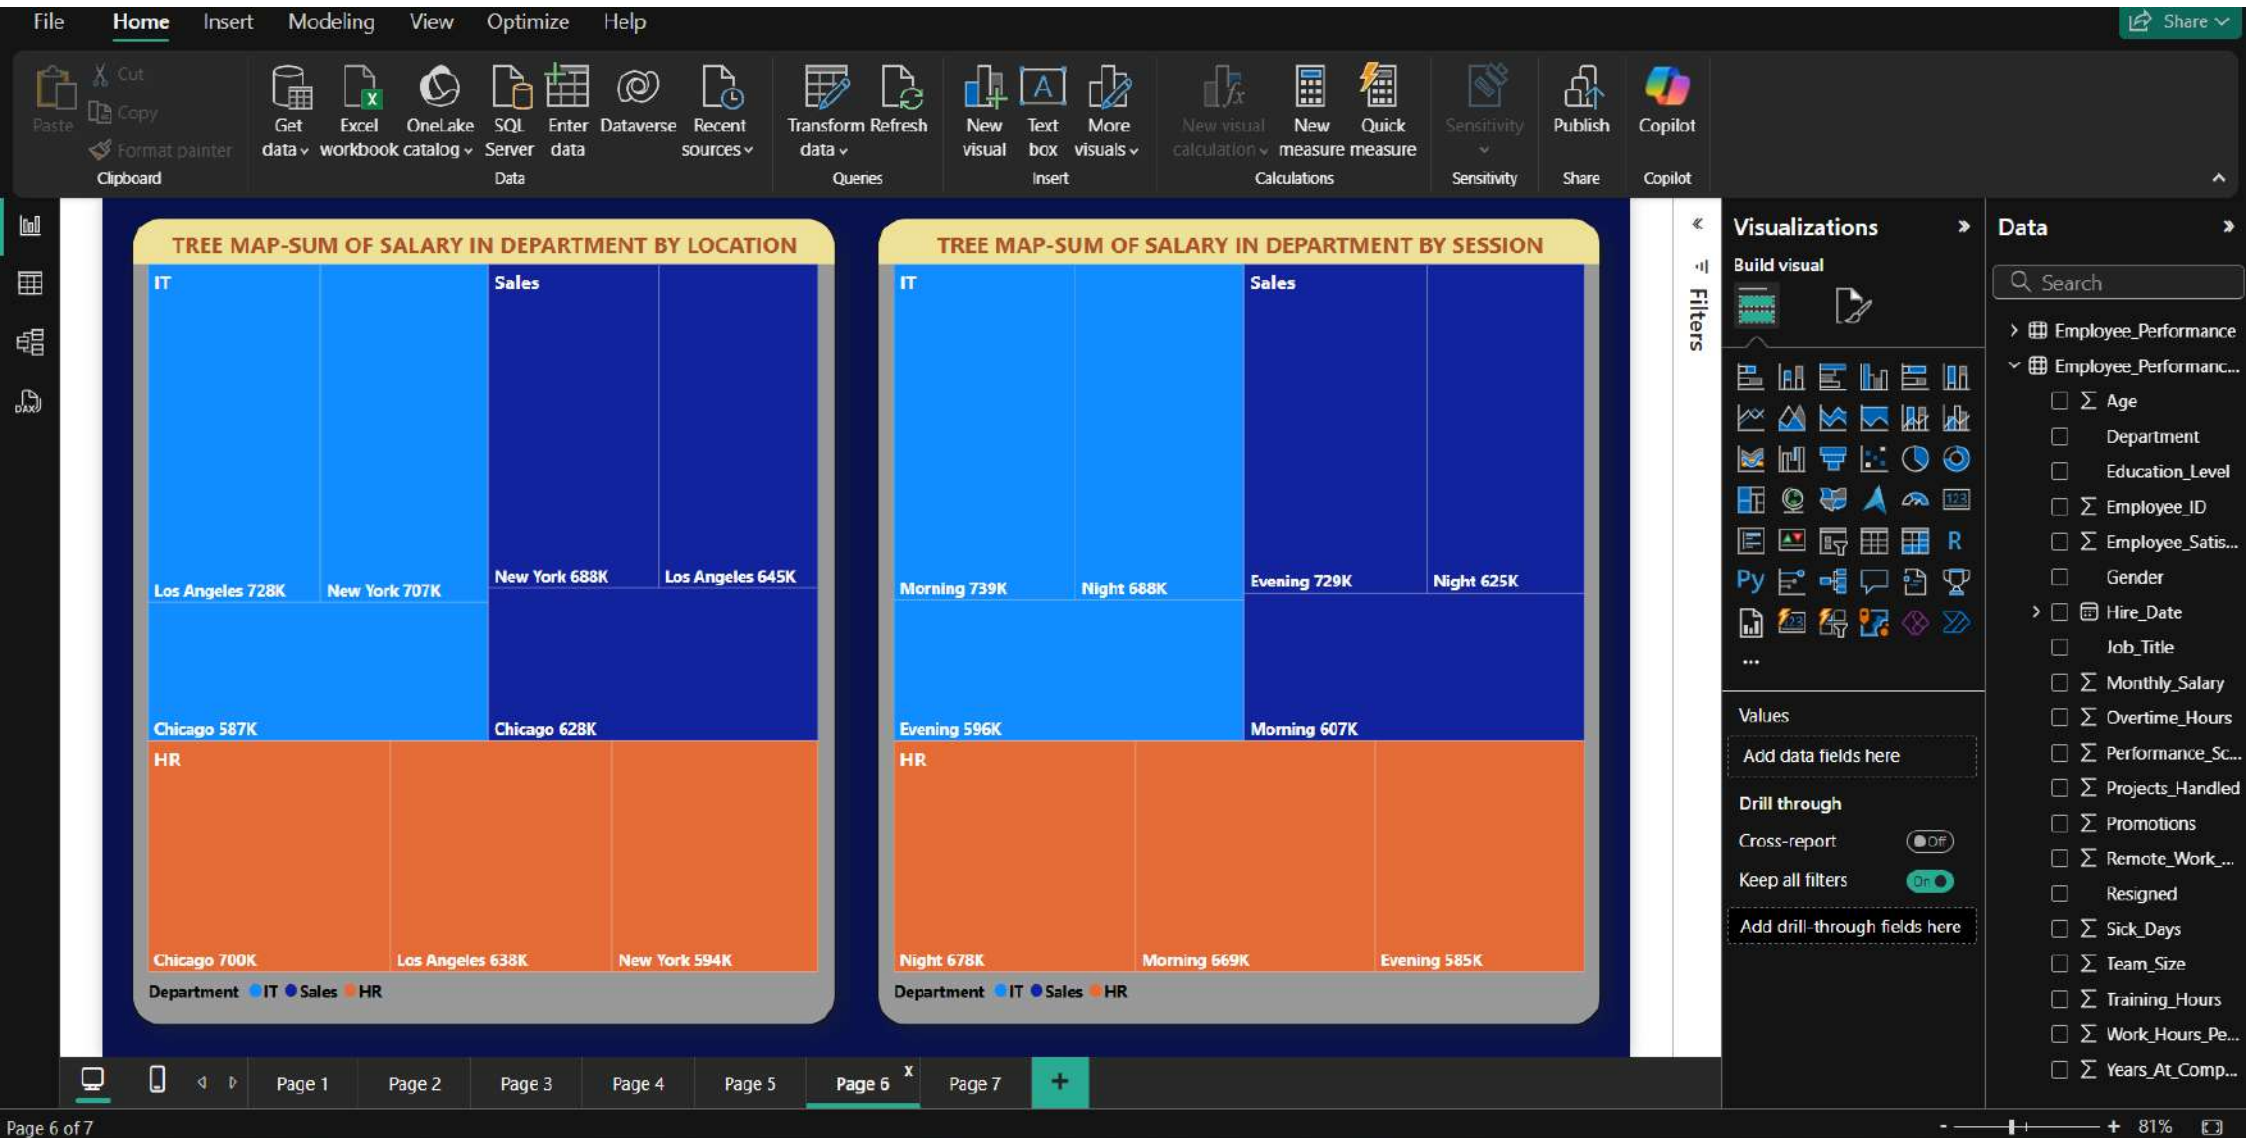 File Home Insert Modeling View Optimize Help
Share
Paste
Cut
Copy
Format painter
Clipboard
Get data
Excel workbook
OneLake catalog
SQL Server
Enter data
Dataverse
Recent sources
Data
Transform data
Refresh
Queries
New visual
Text box
A
More visuals
Insert
New visual calculation
New measure
Quick measure
Calculations
Sensitivity
Sensitivity
Publish
Share
Copilot
Copilot
DAX
TREE MAP-SUM OF SALARY IN DEPARTMENT BY LOCATION
IT
Sales
Los Angeles 728K
New York 707K
New York 688K
Los Angeles 645K
Chicago 587K
Chicago 628K
HR
Chicago 700K
Los Angeles 638K
New York 594K
Department IT Sales HR
TREE MAP-SUM OF SALARY IN DEPARTMENT BY SESSION
IT
Sales
Morning 739K
Night 688K
Evening 729K
Night 625K
Evening 596K
Morning 607K
HR
Night 678K
Morning 669K
Evening 585K
Department IT Sales HR
Filters
Visualizations
Build visual
123
R
Py
123
...
Values
Add data fields here
Drill through
Cross-report
Off
Keep all filters
On
Add drill-through fields here
Data
Search
Employee_Performance
Employee_Performanc...
Age
Department
Education_Level
Employee_ID
Employee_Satis...
Gender
Hire_Date
Job_Title
Monthly_Salary
Overtime_Hours
Performance_Sc...
Projects_Handled
Promotions
Remote_Work_...
Resigned
Sick_Days
Team_Size
Training_Hours
Work_Hours_Pe...
Years_At_Comp...
Page 1 Page 2 Page 3 Page 4 Page 5 Page 6 x Page 7 +
Page 6 of 7
- + 81%